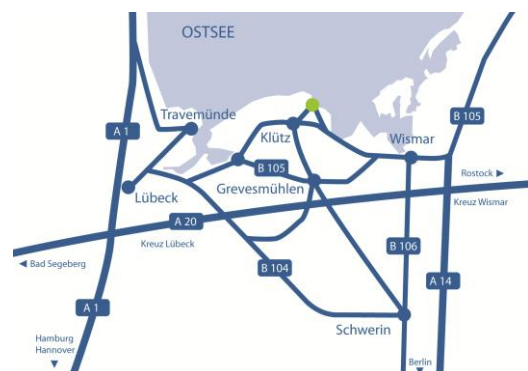 OSTSEE
A 1
Travemünde
B 105
Klütz
Wismar
B 105
Rostock
Grevesmühlen
Lübeck
Kreuz Wismar
A 20
Kreuz Lübeck
B 106
Bad Segeberg
B 104
A 14
A 1
Schwerin
Hamburg
Hannover
Berlin